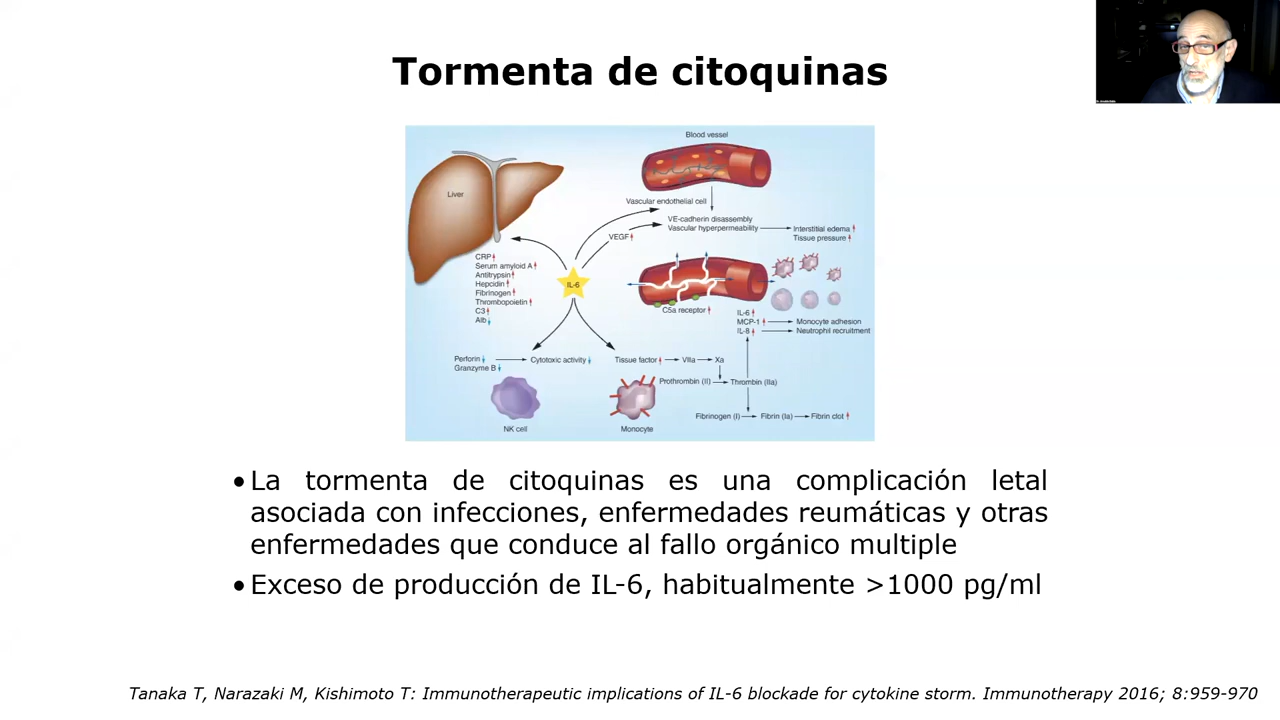 Tormenta de citoquinas
Blood vessel
Liver
Vascular endothelial cell
VE-cadherin disassembly
Vascular hyperpermeability
Interstitial edema
Tissue pressure
VEGF
CRP
Serum amyloid A
Antitrypsin
Hepcidin
Fibrinogen
Thrombopoietin
C3
Alb
IL-6
C5a receptor
IL-6
MCP-1
Monocyte adhesion
IL-8
Neutrophil recruitment
Perforin
Cytotoxic activity
Granzyme B
Tissue factor
VIIa
Xa
Prothrombin (II)
Thrombin (IIa)
Fibrinogen (I)
Fibrin (Ia)
Fibrin clot
NK cell
Monocyte
•La tormenta de citoquinas es una complicación letal
asociada con infecciones, enfermedades reumáticas y otras
enfermedades que conduce al fallo orgánico multiple
•Exceso de producción de IL-6, habitualmente >1000 pg/ml
Tanaka T, Narazaki M, Kishimoto T: Immunotherapeutic implications of IL-6 blockade for cytokine storm. Immunotherapy 2016; 8:959-970